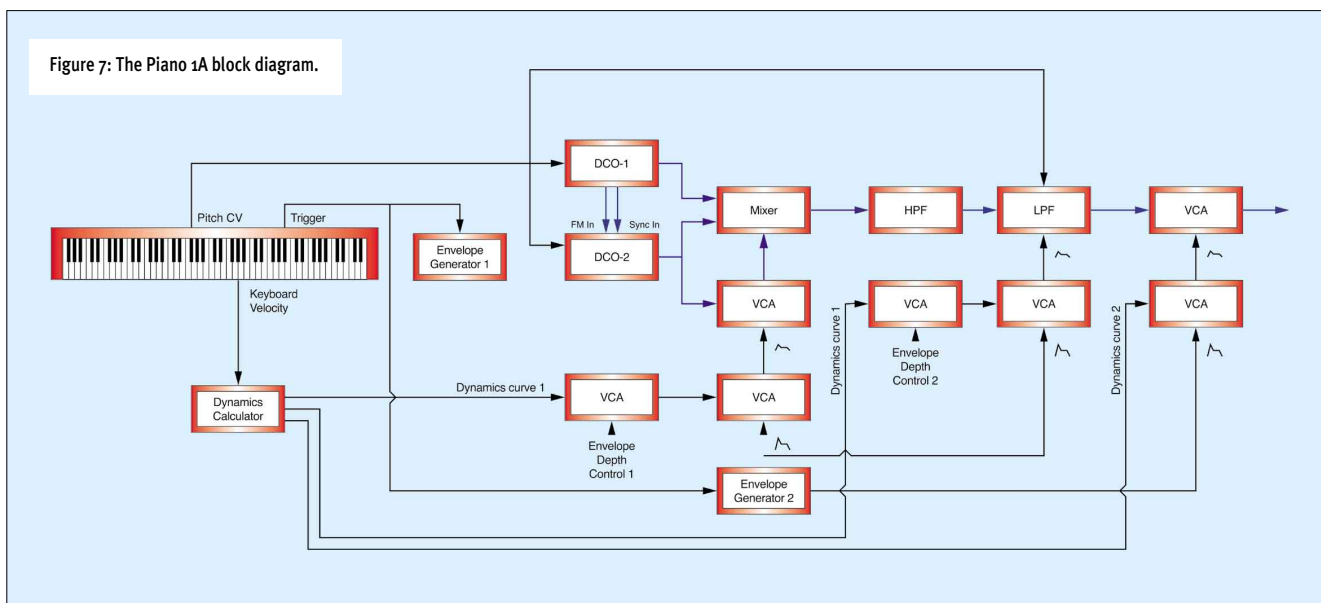 Figure 7: The Piano 1A block diagram.
DCO-1
Pitch CV
Trigger
FM In
Sync In
Mixer
HPF
LPF
VCA
Envelope
Generator 1
DCO-2
Keyboard
Velocity
VCA
Dynamics curve 1
VCA
VCA
Dynamics curve 2
VCA
Envelope
Depth
Control 2
Dynamics
Calculator
Dynamics curve 1
VCA
VCA
Envelope
Depth
Control 1
Envelope
Generator 2